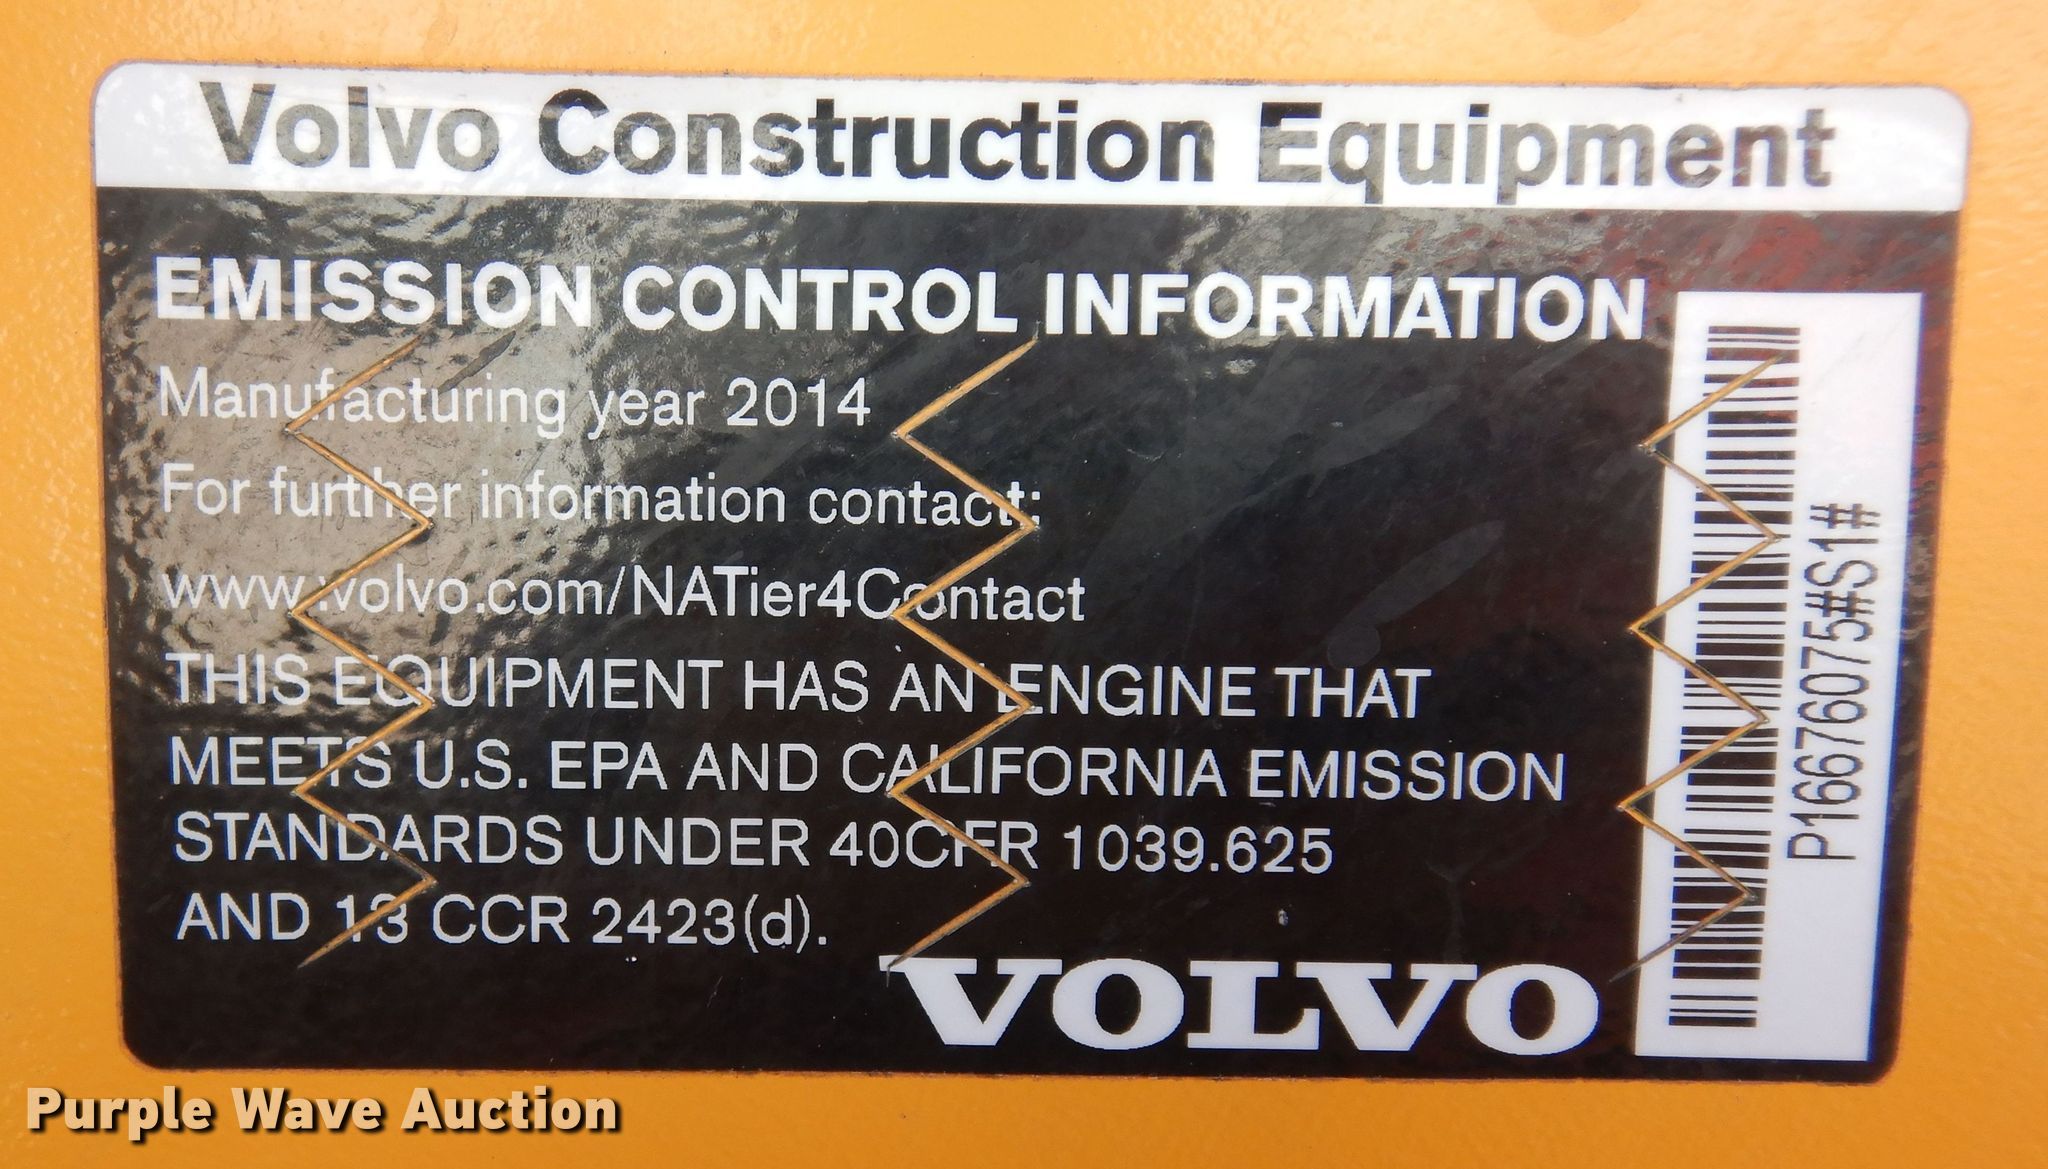 Volvo Construction Equipment
EMISSION CONTROL INFORMATION
Manufacturing year 2014
For further information contact:
www.volvo.com/NATier4Contact
THIS EQUIPMENT HAS AN ENGINE THAT
MEETS U.S. EPA AND CALIFORNIA EMISSION
STANDARDS UNDER 40CFR 1039.625
AND 13 CCR 2423(d).
VOLVO
P16676075#S1#
Purple Wave Auction